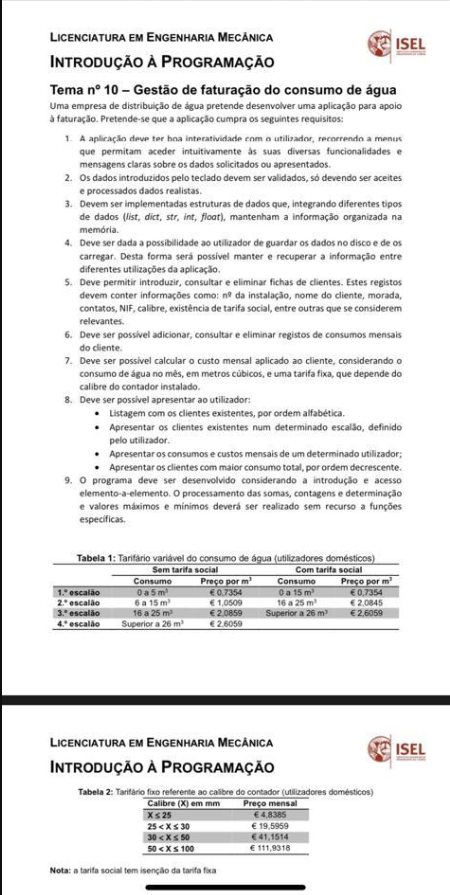 LICENCIATURA EM ENGENHARIA MECÂNICA
ISEL
INTRODUÇÃO À PROGRAMAÇÃO
Tema nº 10 – Gestão de faturação do consumo de água
Uma empresa de distribuição de água pretende desenvolver uma aplicação para apoio
à faturação. Pretende-se que a aplicação cumpra os seguintes requisitos:
1. A aplicação deve ter boa interatividade com o utilizador, recorrendo a menus
que permitam aceder intuitivamente às suas diversas funcionalidades e
mensagens claras sobre os dados solicitados ou apresentados.
2. Os dados introduzidos pelo teclado devem ser validados, só devendo ser aceites
e processados dados realistas.
3. Devem ser implementadas estruturas de dados que, integrando diferentes tipos
de dados (list, dict, str, int, float), mantenham a informação organizada na
memória.
4. Deve ser dada a possibilidade ao utilizador de guardar os dados no disco e de os
carregar. Desta forma será possível manter e recuperar a informação entre
diferentes utilizações da aplicação.
5. Deve permitir introduzir, consultar e eliminar fichas de clientes. Estes registos
devem conter informações como: nº da instalação, nome do cliente, morada,
contatos, NIF, calibre, existência de tarifa social, entre outras que se considerem
relevantes.
6. Deve ser possível adicionar, consultar e eliminar registos de consumos mensais
do cliente.
7. Deve ser possível calcular o custo mensal aplicado ao cliente, considerando o
consumo de água no mês, em metros cúbicos, e uma tarifa fixa, que depende do
calibre do contador instalado.
8. Deve ser possível apresentar ao utilizador:
• Listagem com os clientes existentes, por ordem alfabética.
• Apresentar os clientes existentes num determinado escalão, definido
pelo utilizador.
• Apresentar os consumos e custos mensais de um determinado utilizador;
• Apresentar os clientes com maior consumo total, por ordem decrescente.
9. O programa deve ser desenvolvido considerando a introdução e acesso
elemento-a-elemento. O processamento das somas, contagens e determinação
e valores máximos e mínimos deverá ser realizado sem recurso a funções
específicas.
Tabela 1: Tarifário variável do consumo de água (utilizadores domésticos)
Sem tarifa social Com tarifa social
Consumo Preço por m³ Consumo Preço por m³
1.º escalão 0 a 5 m³ € 0,7354 0 a 15 m³ € 0,7354
2.º escalão 6 a 15 m³ € 1,0509 16 a 25 m³ € 2,0845
3.º escalão 16 a 25 m³ € 2,0859 Superior a 26 m³ € 2,6059
4.º escalão Superior a 26 m³ € 2,6059
LICENCIATURA EM ENGENHARIA MECÂNICA
ISEL
INTRODUÇÃO À PROGRAMAÇÃO
Tabela 2: Tarifário fixo referente ao calibre do contador (utilizadores domésticos)
Calibre (X) em mm Preço mensal
X ≤ 25 € 4,8385
25 < X ≤ 30 € 19,5959
30 < X ≤ 50 € 41,1514
50 < X ≤ 100 € 111,9318
Nota: a tarifa social tem isenção da tarifa fixa